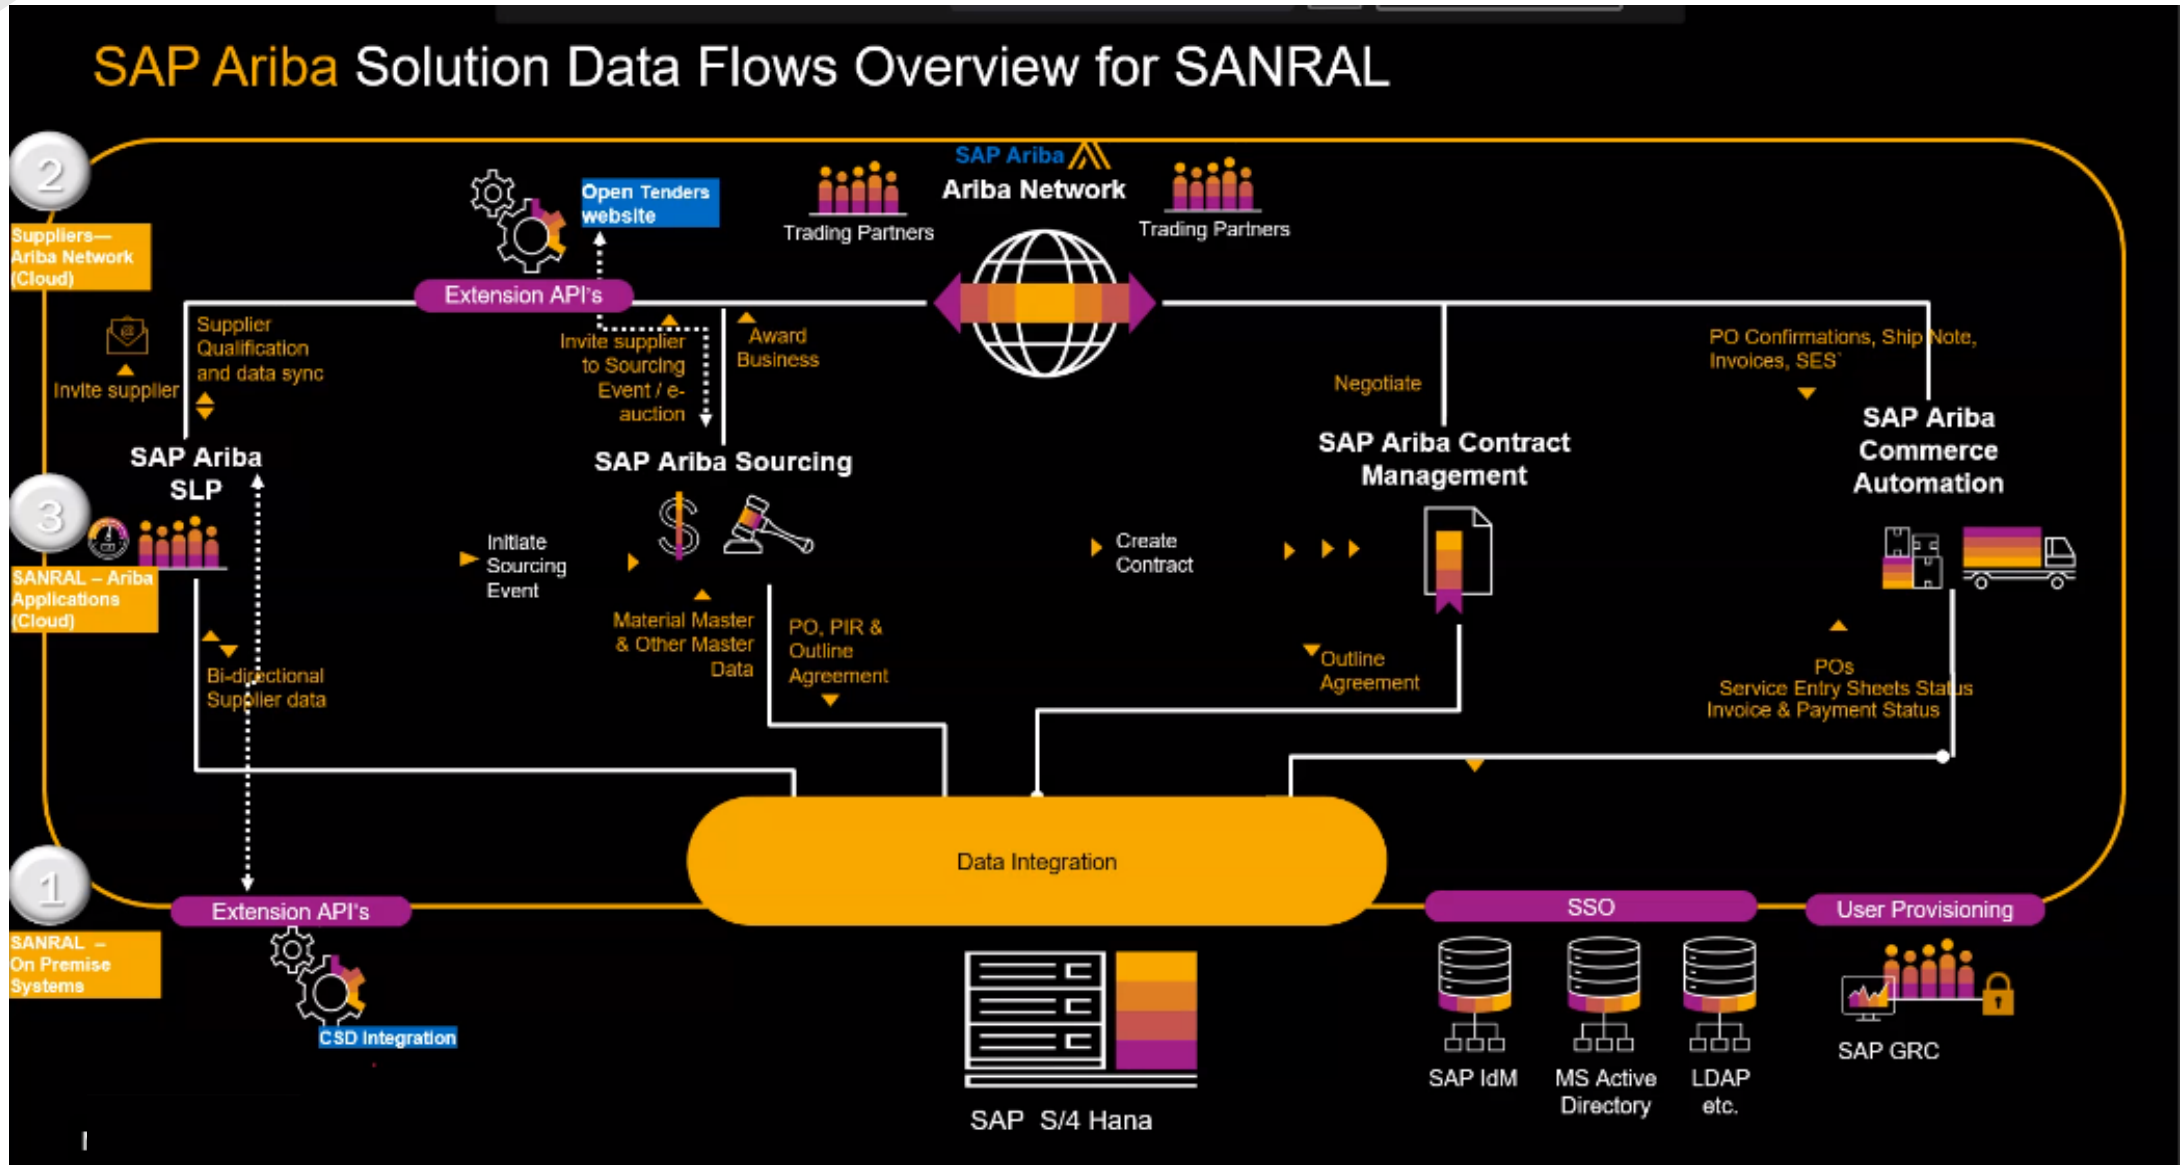 SAP Ariba Solution Data Flows Overview for SANRAL
2
Suppliers—
Ariba Network
(Cloud)
Open Tenders
website
Trading Partners
SAP Ariba
Ariba Network
Trading Partners
Extension API's
Invite supplier
Supplier
Qualification
and data sync
Invite supplier
to Sourcing
Event / e-
auction
Award
Business
Negotiate
PO Confirmations, Ship Note,
Invoices, SES`
SAP Ariba
SLP
SAP Ariba Sourcing
SAP Ariba Contract
Management
SAP Ariba
Commerce
Automation
3
SANRAL – Ariba
Applications
(Cloud)
Initiate
Sourcing
Event
Create
Contract
Bi-directional
Supplier data
Material Master
& Other Master
Data
PO, PIR &
Outline
Agreement
Outline
Agreement
POs
Service Entry Sheets Status
Invoice & Payment Status
Data Integration
1
SANRAL –
On Premise
Systems
Extension API's
CSD Integration
SAP S/4 Hana
SSO
SAP IdM
MS Active
Directory
LDAP
etc.
User Provisioning
SAP GRC